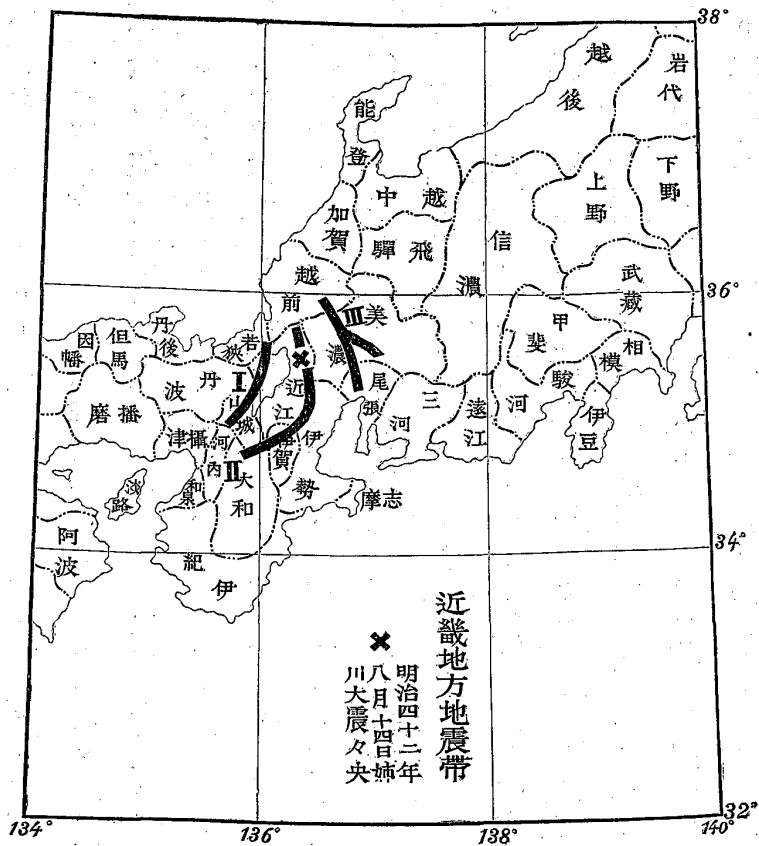 38°
越後
岩代
能登
越中
上野
下野
加賀
飛驒
信濃
越前
武藏
36°
III
美濃
甲斐
因幡
但馬
丹後
若狹
相模
駿河
丹波
I
近江
尾張
三河
遠江
伊豆
播磨
山城
攝津
河內
伊賀
伊勢
II
淡路
和泉
大和
志摩
阿波
紀伊
34°
近畿地方地震帶
明治四十二年
八月十四日姉
川大震々央
32°
134°
136°
138°
140°